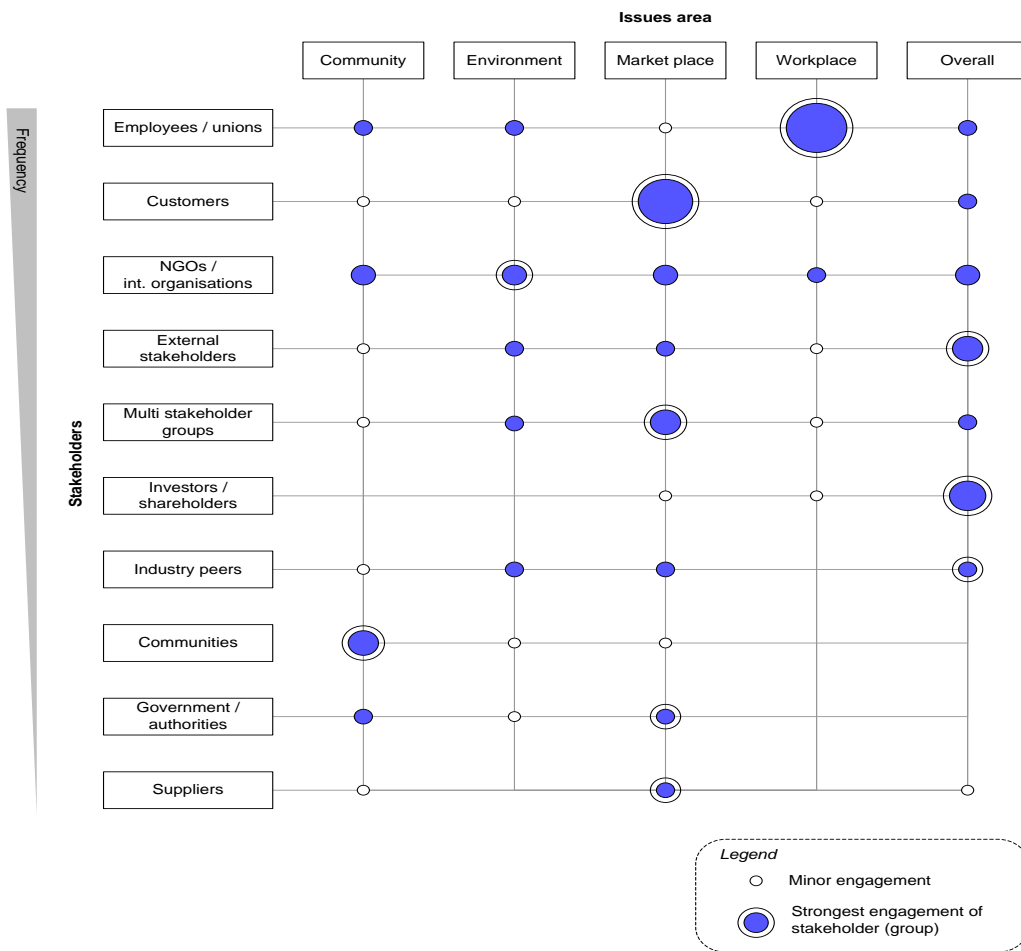 Issues area
Community
Environment
Market place
Workplace
Overall
Frequency
Stakeholders
Employees / unions
Customers
NGOs /
int. organisations
External
stakeholders
Multi stakeholder
groups
Investors /
shareholders
Industry peers
Communities
Government /
authorities
Suppliers
Legend
Minor engagement
Strongest engagement of
stakeholder (group)